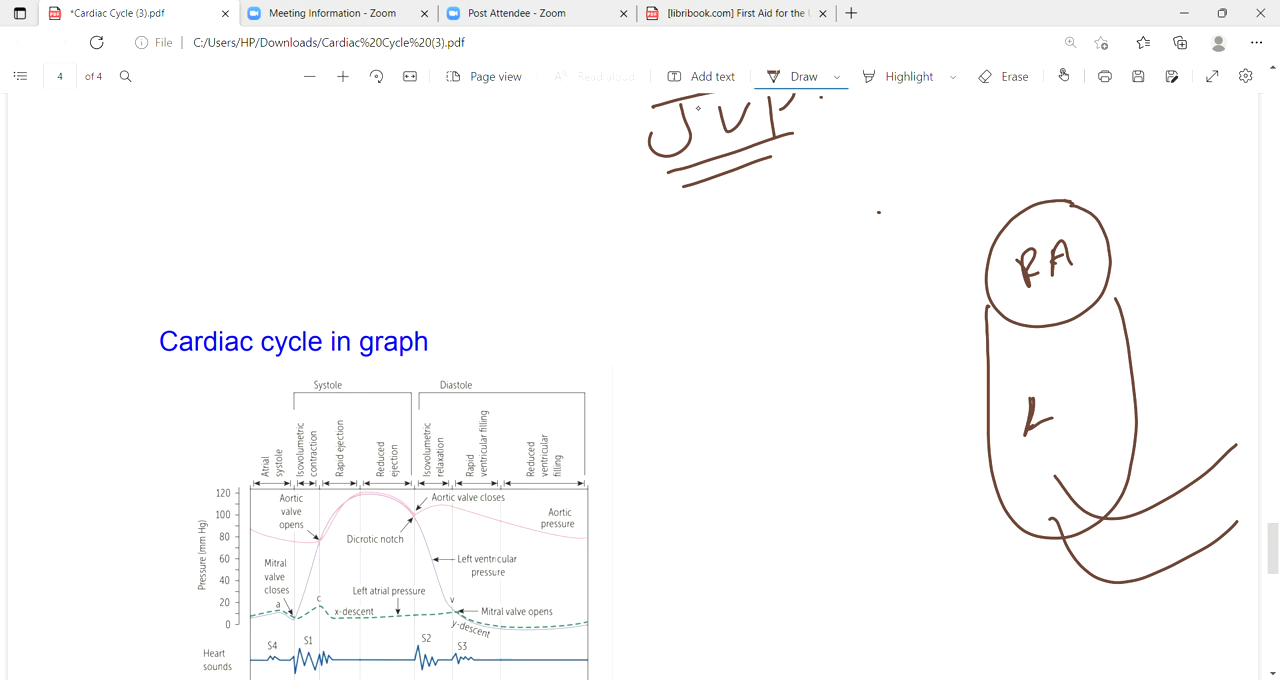 *Cardiac Cycle (3).pdf
Meeting Information - Zoom
Post Attendee - Zoom
[libribook.com] First Aid for the
File
C:/Users/HP/Downloads/Cardiac%20Cycle%20(3).pdf
4 of 4
Page view
Read aloud
Add text
Draw
Highlight
Erase
JVP
RA
Cardiac cycle in graph
Systole
Diastole
Atrial systole
Isovolumetric contraction
Rapid ejection
Reduced ejection
Isovolumetric relaxation
Rapid ventricular filling
Reduced ventricular filling
Pressure (mm Hg)
120
100
80
60
40
20
0
Aortic valve opens
Aortic valve closes
Aortic pressure
Dicrotic notch
Left ventricular pressure
Mitral valve closes
Left atrial pressure
a
c
x-descent
v
Mitral valve opens
y-descent
Heart sounds
S4
S1
S2
S3